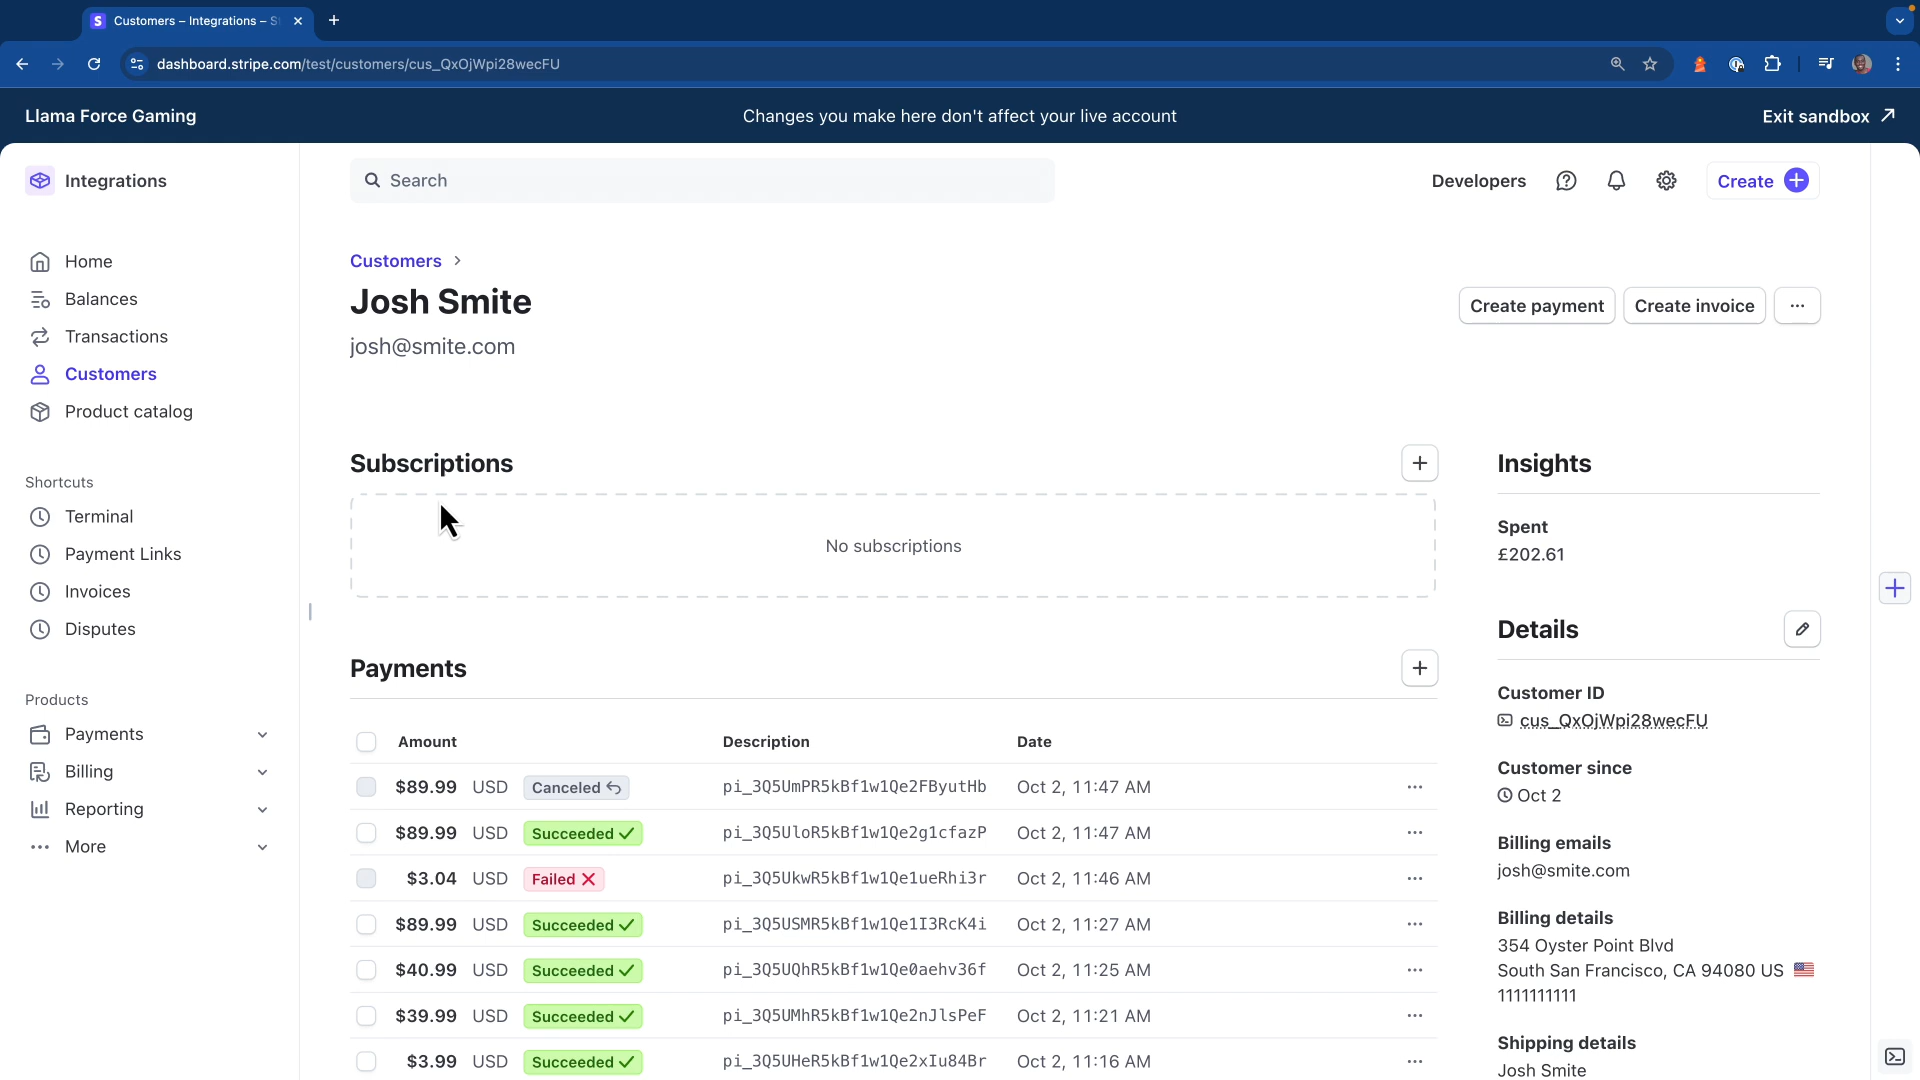 Customers – Integrations – S
dashboard.stripe.com/test/customers/cus_QxOjWpi28wecFU
Llama Force Gaming
Changes you make here don't affect your live account
Exit sandbox
Integrations
Search
Developers
Create
Home
Balances
Transactions
Customers
Product catalog
Shortcuts
Terminal
Payment Links
Invoices
Disputes
Products
Payments
Billing
Reporting
More
Customers
Josh Smite
josh@smite.com
Create payment
Create invoice
Subscriptions
No subscriptions
Payments
Amount Description Date
$89.99 USD Canceled pi_3Q5UmPR5kBf1w1Qe2FByutHb Oct 2, 11:47 AM
$89.99 USD Succeeded pi_3Q5UloR5kBf1w1Qe2g1cfazP Oct 2, 11:47 AM
$3.04 USD Failed pi_3Q5UkwR5kBf1w1Qe1ueRhi3r Oct 2, 11:46 AM
$89.99 USD Succeeded pi_3Q5USMR5kBf1w1Qe1I3RcK4i Oct 2, 11:27 AM
$40.99 USD Succeeded pi_3Q5UQhR5kBf1w1Qe0aehv36f Oct 2, 11:25 AM
$39.99 USD Succeeded pi_3Q5UMhR5kBf1w1Qe2nJlsPeF Oct 2, 11:21 AM
$3.99 USD Succeeded pi_3Q5UHeR5kBf1w1Qe2xIu84Br Oct 2, 11:16 AM
Insights
Spent
£202.61
Details
Customer ID
cus_QxOjWpi28wecFU
Customer since
Oct 2
Billing emails
josh@smite.com
Billing details
354 Oyster Point Blvd
South San Francisco, CA 94080 US
1111111111
Shipping details
Josh Smite